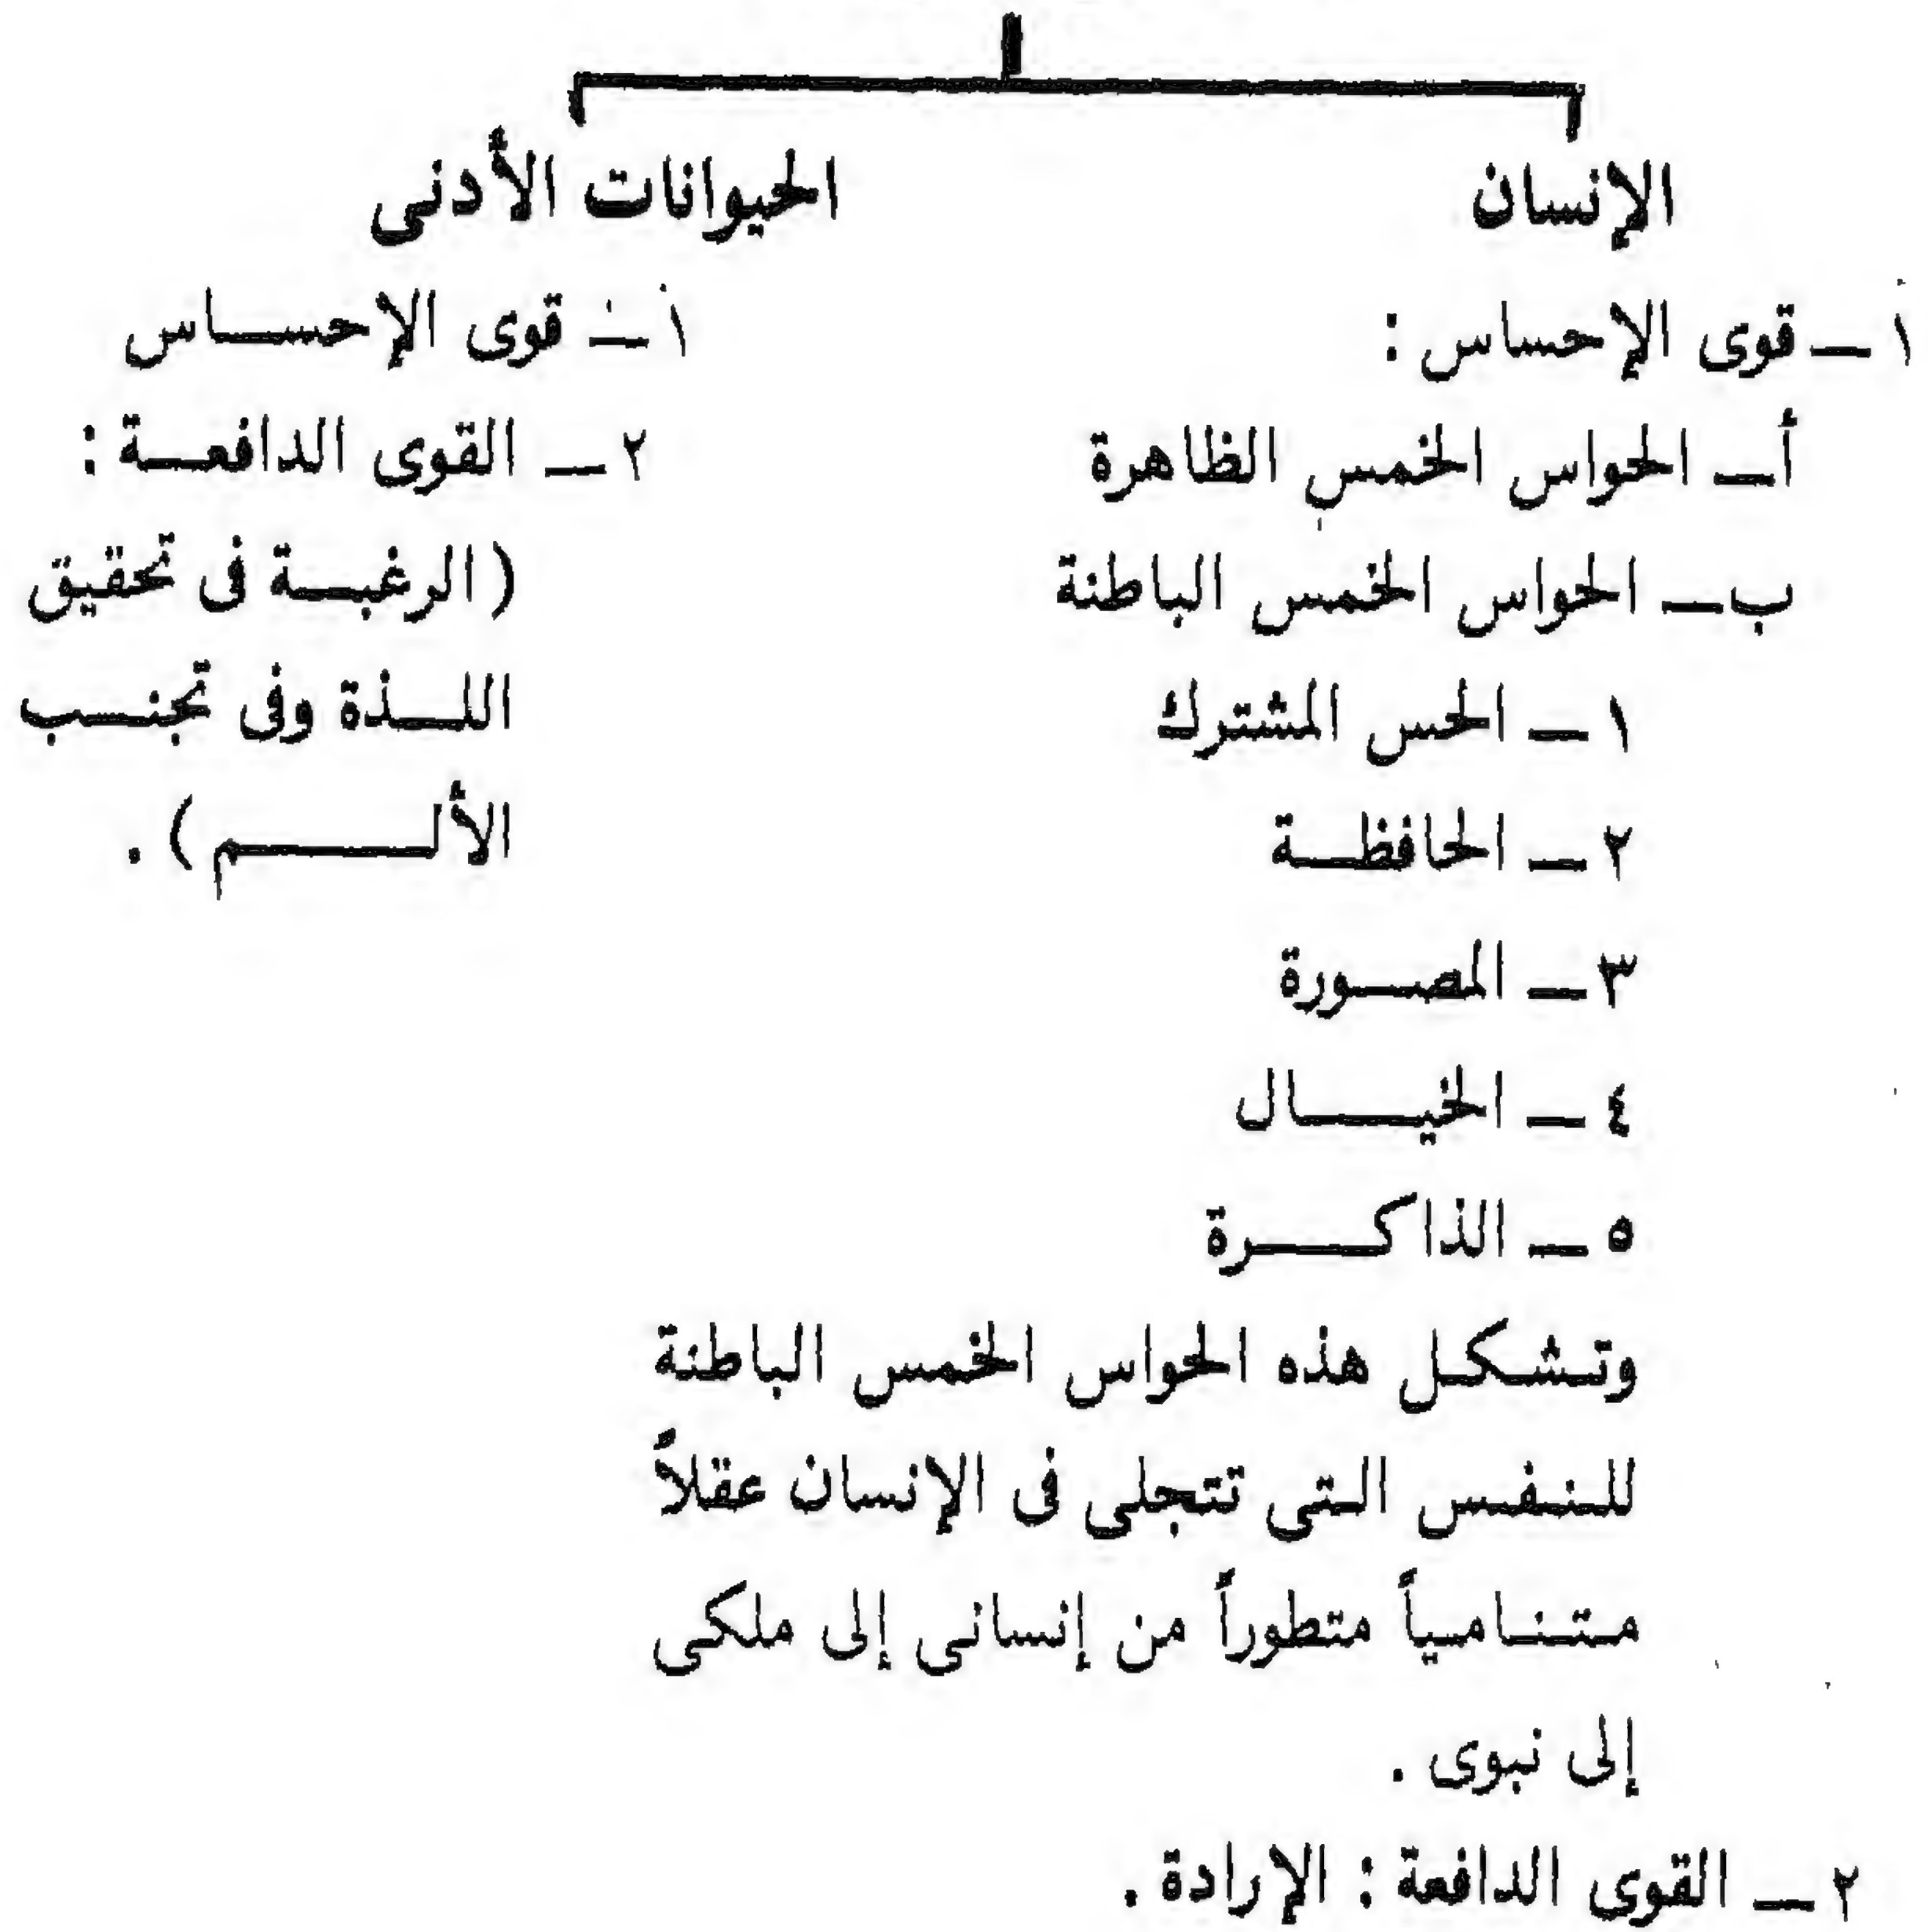 الإنسان
١ — قوى الإحساس :
أ — الحواس الخمس الظاهرة
ب — الحواس الخمس الباطنة
١ — الحس المشترك
٢ — الحافظة
٣ — المصورة
٤ — الخيال
٥ — الذاكرة
وتشكل هذه الحواس الخمس الباطنة
للنفس التى تتجلى فى الإنسان عقلاً
متنامياً متطوراً من إنسانى إلى ملكى
إلى نبوى .
٢ — القوى الدافعة : الإرادة .
الحيوانات الأدنى
١ — قوى الإحساس
٢ — القوى الدافعة :
( الرغبة فى تحقيق
اللذة وفى تجنب
الألم ) .